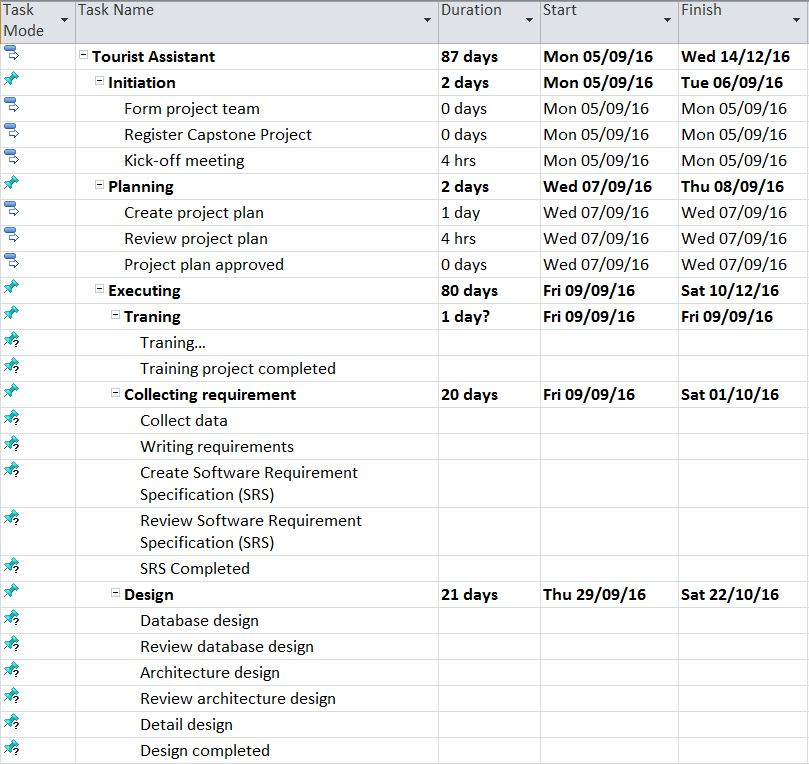 Task Mode Task Name Duration Start Finish
Tourist Assistant 87 days Mon 05/09/16 Wed 14/12/16
Initiation 2 days Mon 05/09/16 Tue 06/09/16
Form project team 0 days Mon 05/09/16 Mon 05/09/16
Register Capstone Project 0 days Mon 05/09/16 Mon 05/09/16
Kick-off meeting 4 hrs Mon 05/09/16 Mon 05/09/16
Planning 2 days Wed 07/09/16 Thu 08/09/16
Create project plan 1 day Wed 07/09/16 Wed 07/09/16
Review project plan 4 hrs Wed 07/09/16 Wed 07/09/16
Project plan approved 0 days Wed 07/09/16 Wed 07/09/16
Executing 80 days Fri 09/09/16 Sat 10/12/16
Traning 1 day? Fri 09/09/16 Fri 09/09/16
Traning...
Training project completed
Collecting requirement 20 days Fri 09/09/16 Sat 01/10/16
Collect data
Writing requirements
Create Software Requirement
Specification (SRS)
Review Software Requirement
Specification (SRS)
SRS Completed
Design 21 days Thu 29/09/16 Sat 22/10/16
Database design
Review database design
Architecture design
Review architecture design
Detail design
Design completed